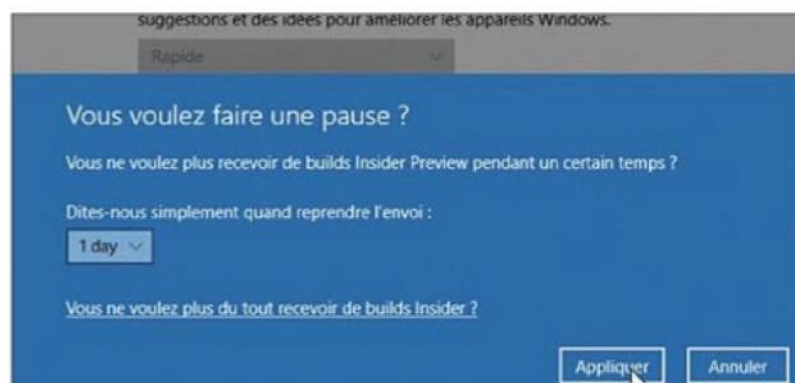 suggestions et des idées pour améliorer les appareils Windows.
Rapide
Vous voulez faire une pause ?
Vous ne voulez plus recevoir de builds Insider Preview pendant un certain temps ?
Dites-nous simplement quand reprendre l'envoi :
1 day
Vous ne voulez plus du tout recevoir de builds Insider ?
Appliquer Annuler